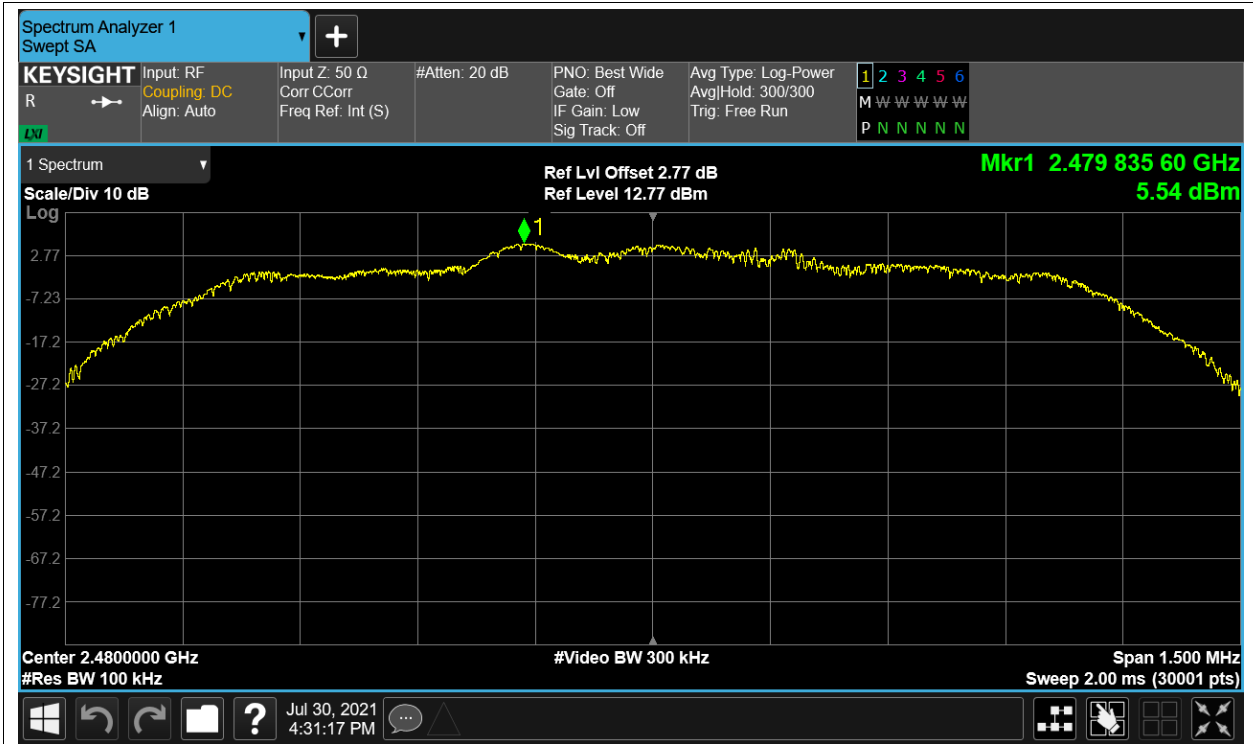 Spectrum Analyzer 1
Swept SA
KEYSIGHT
R
LXI
Input: RF
Coupling: DC
Align: Auto
Input Z: 50 Ω
Corr CCorr
Freq Ref: Int (S)
#Atten: 20 dB
PNO: Best Wide
Gate: Off
IF Gain: Low
Sig Track: Off
Avg Type: Log-Power
Avg|Hold: 300/300
Trig: Free Run
1 2 3 4 5 6
M W W W W W
P N N N N N
1 Spectrum
Scale/Div 10 dB
Ref Lvl Offset 2.77 dB
Ref Level 12.77 dBm
Mkr1 2.479 835 60 GHz
5.54 dBm
Log
1
2.77
-7.23
-17.2
-27.2
-37.2
-47.2
-57.2
-67.2
-77.2
Center 2.4800000 GHz
#Video BW 300 kHz
Span 1.500 MHz
#Res BW 100 kHz
Sweep 2.00 ms (30001 pts)
?
Jul 30, 2021
4:31:17 PM